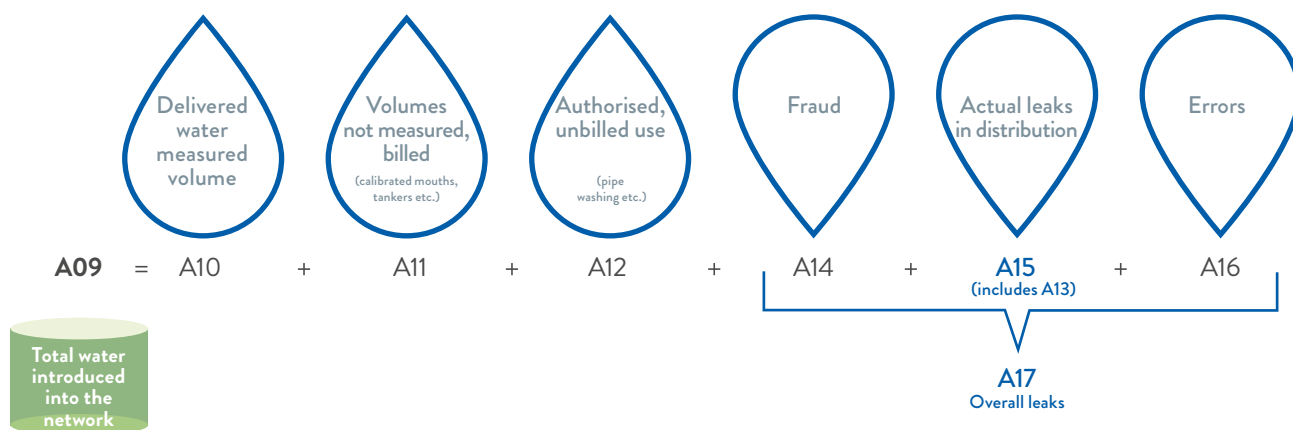 Delivered
water
measured
volume
Volumes
not measured,
billed
(calibrated mouths,
tankers etc.)
Authorised,
unbilled use
(pipe
washing etc.)
Fraud
Actual leaks
in distribution
Errors
A09 = A10 + A11 + A12 + A14 + A15 + A16
(includes A13)
Total water
introduced
into the
network
A17
Overall leaks